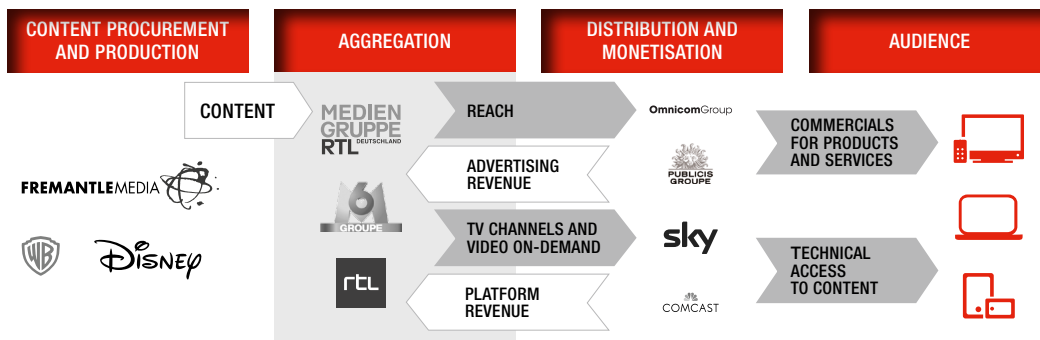 CONTENT PROCUREMENT
AND PRODUCTION
AGGREGATION
DISTRIBUTION AND
MONETISATION
AUDIENCE
CONTENT
FREMANTLEMEDIA
WB
Disney
MEDIEN
GRUPPE
RTL DEUTSCHLAND
6
GROUPE
rtl
REACH
ADVERTISING
REVENUE
TV CHANNELS AND
VIDEO ON-DEMAND
PLATFORM
REVENUE
OmnicomGroup
PUBLICIS
GROUPE
sky
COMCAST
COMMERCIALS
FOR PRODUCTS
AND SERVICES
TECHNICAL
ACCESS
TO CONTENT